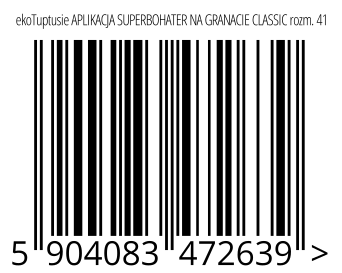 ekoTuptusie APLIKACJA SUPERBOHATER NA GRANACIE CLASSIC rozm. 41
5 904083 472639 >